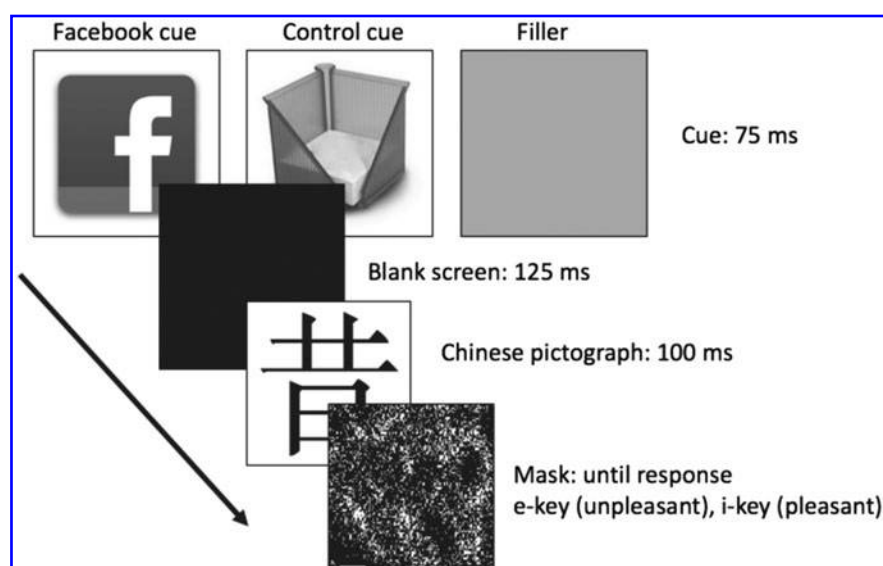 Facebook cue
Control cue
Filler
f
Cue: 75 ms
Blank screen: 125 ms
Chinese pictograph: 100 ms
Mask: until response
e-key (unpleasant), i-key (pleasant)